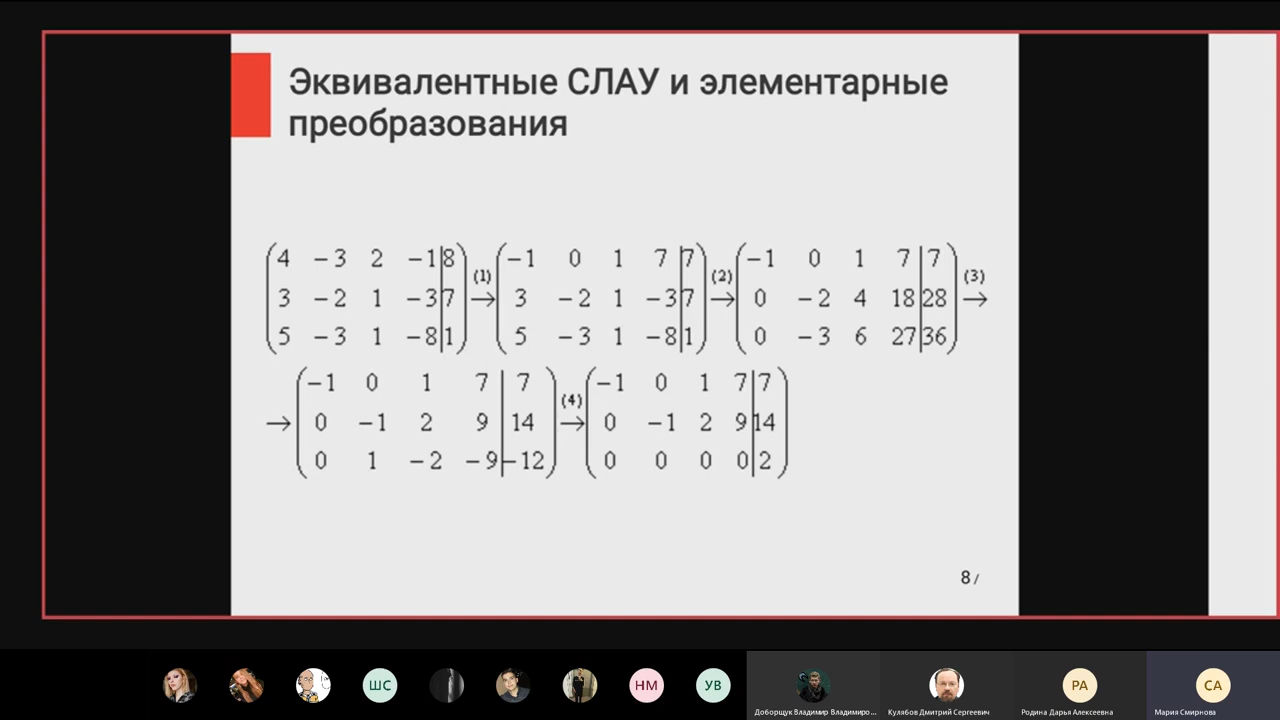 Эквивалентные СЛАУ и элементарные
преобразования
4 −3 2 −1 8 (1) −1 0 1 7 7 (2) −1 0 1 7 7 (3)
3 −2 1 −3 7 → 3 −2 1 −3 7 → 0 −2 4 18 28 →
5 −3 1 −8 1 5 −3 1 −8 1 0 −3 6 27 36
−1 0 1 7 7 (4) −1 0 1 7 7
→ 0 −1 2 9 14 → 0 −1 2 9 14
0 1 −2 −9 −12 0 0 0 0 2
8 /
ШС НМ УВ РА СА
Доборщук Владимир Владимиро... Кулябов Дмитрий Сергеевич Родина Дарья Алексеевна Мария Смирнова